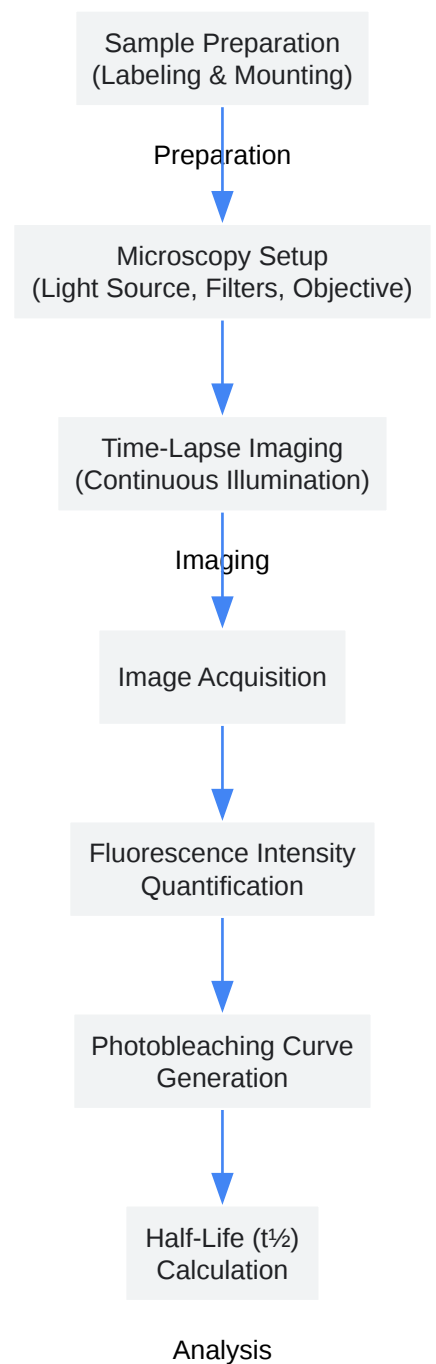 Sample Preparation
(Labeling & Mounting)
Preparation
Microscopy Setup
(Light Source, Filters, Objective)
Time-Lapse Imaging
(Continuous Illumination)
Imaging
Image Acquisition
Fluorescence Intensity
Quantification
Photobleaching Curve
Generation
Half-Life (t½)
Calculation
Analysis